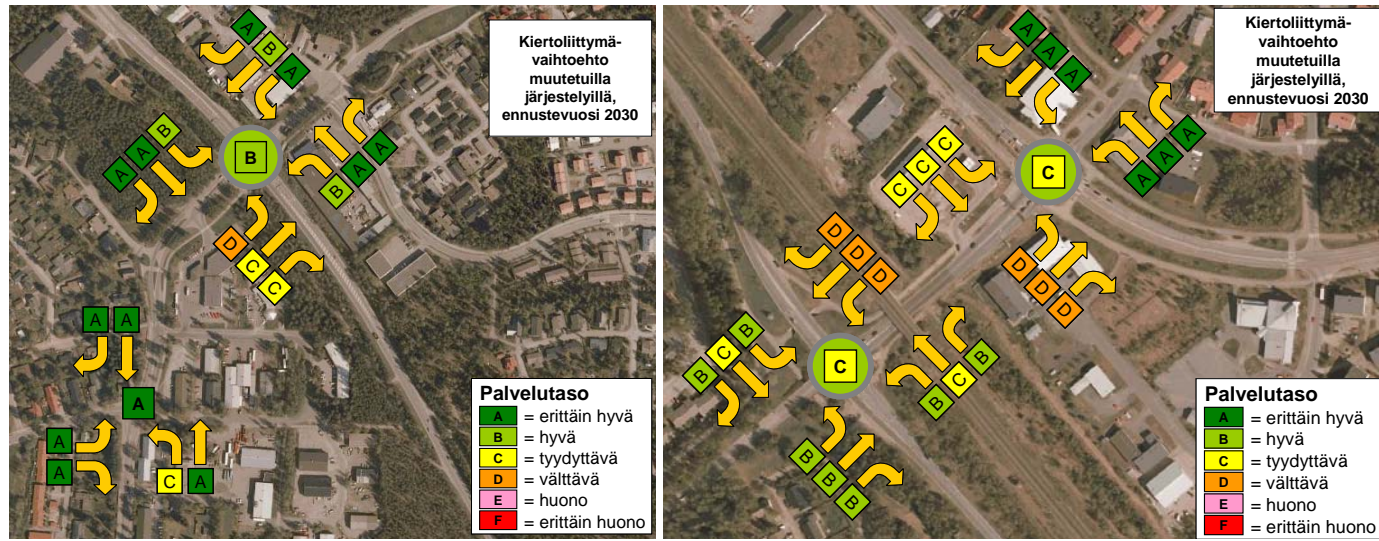 Kiertoliittymä-
vaihtoehto
muutetuilla
järjestelyillä,
ennustevuosi 2030
A B A
B A A
B
B A A
D C C
A A
A
A
A
C A
Palvelutaso
A = erittäin hyvä
B = hyvä
C = tyydyttävä
D = välttävä
E = huono
F = erittäin huono
Kiertoliittymä-
vaihtoehto
muutetuilla
järjestelyillä,
ennustevuosi 2030
A A A
C C C
C
A A A
D D D
D D D
B C B
C
B C B
B B B
Palvelutaso
A = erittäin hyvä
B = hyvä
C = tyydyttävä
D = välttävä
E = huono
F = erittäin huono